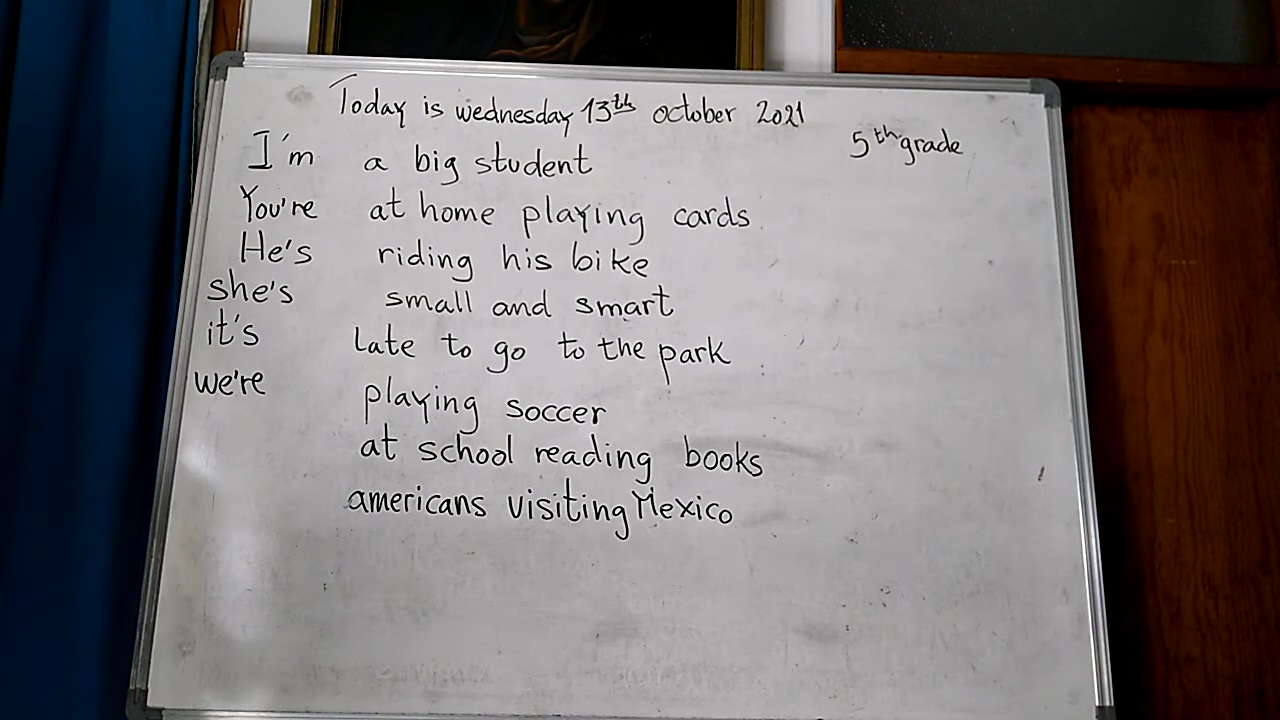 Today is wednesday 13th october 2021
5th grade
I'm a big student
You're at home playing cards
He's riding his bike
she's small and smart
it's late to go to the park
we're playing soccer
at school reading books
americans visiting Mexico